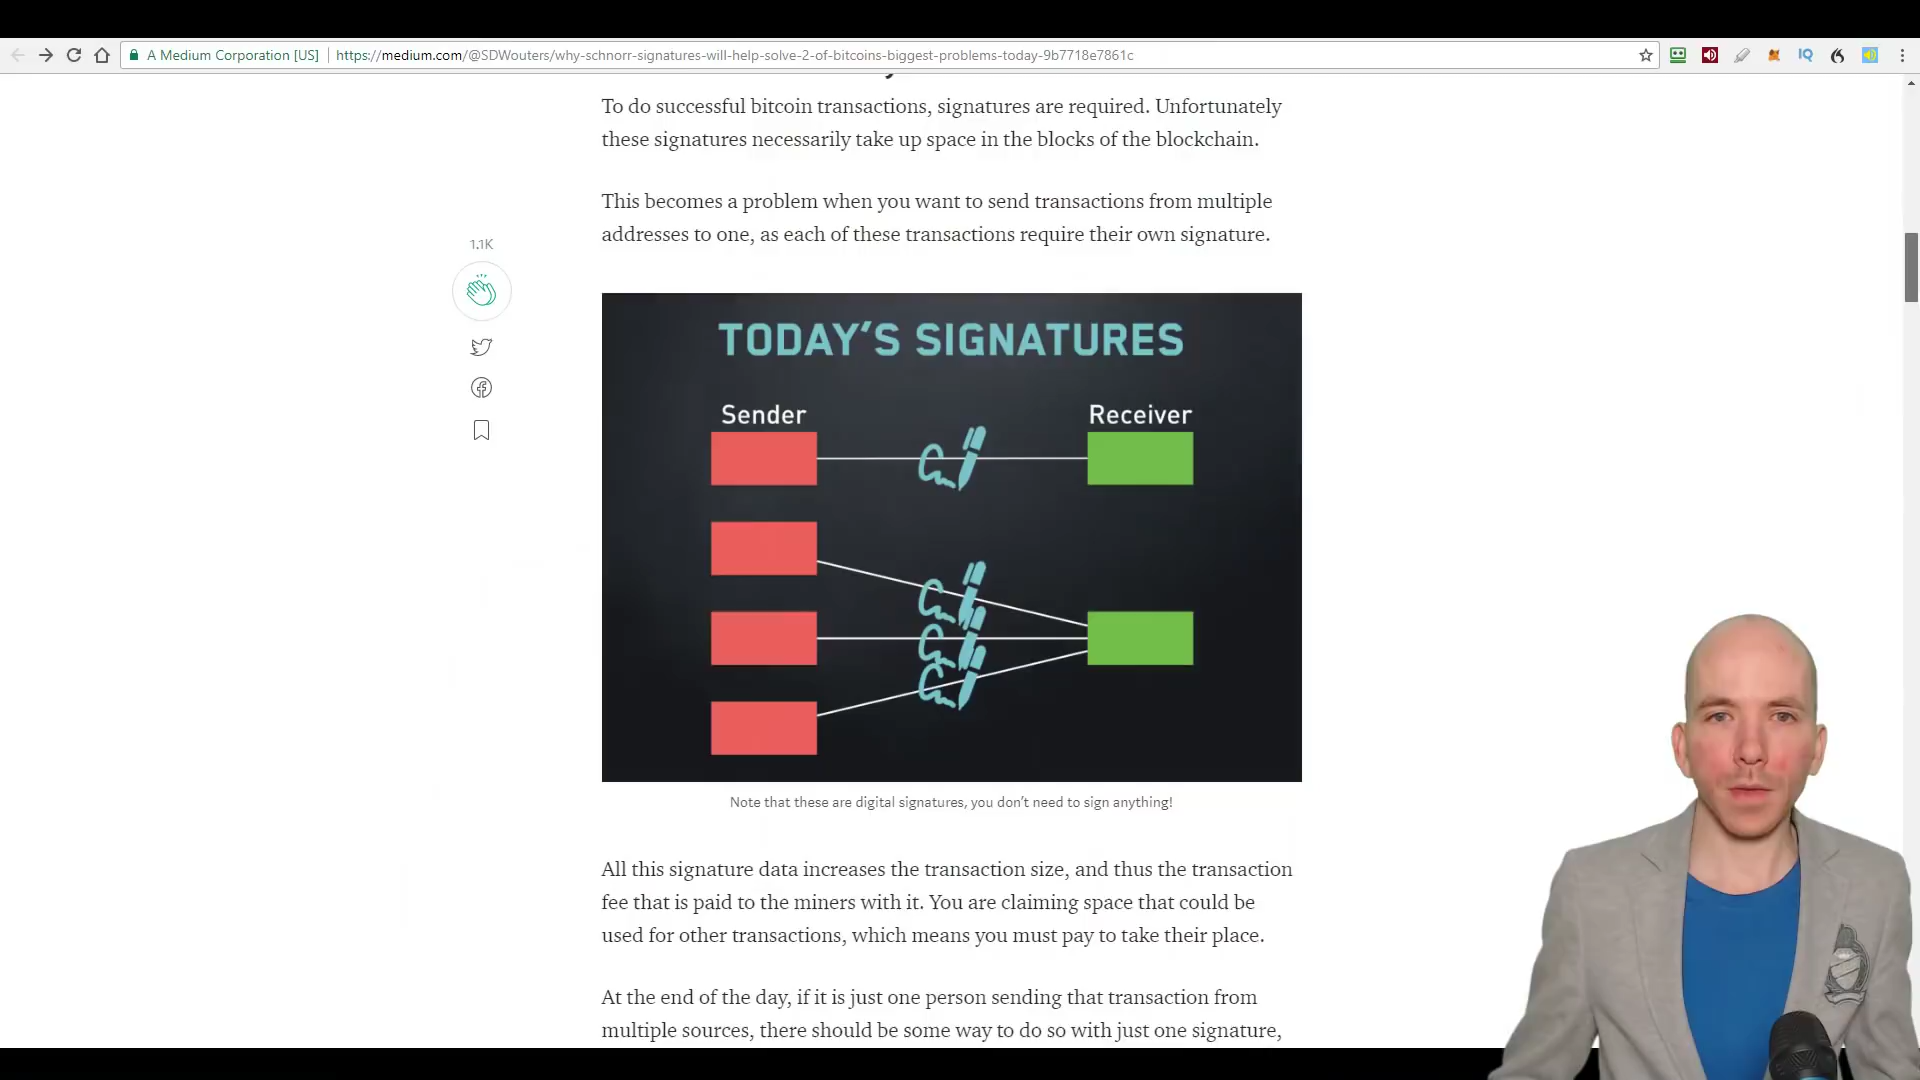 A Medium Corporation [US]
https://medium.com/@SDWouters/why-schnorr-signatures-will-help-solve-2-of-bitcoins-biggest-problems-today-9b7718e7861c
To do successful bitcoin transactions, signatures are required. Unfortunately
these signatures necessarily take up space in the blocks of the blockchain.
This becomes a problem when you want to send transactions from multiple
addresses to one, as each of these transactions require their own signature.
1.1K
TODAY'S SIGNATURES
Sender
Receiver
Note that these are digital signatures, you don't need to sign anything!
All this signature data increases the transaction size, and thus the transaction
fee that is paid to the miners with it. You are claiming space that could be
used for other transactions, which means you must pay to take their place.
At the end of the day, if it is just one person sending that transaction from
multiple sources, there should be some way to do so with just one signature,